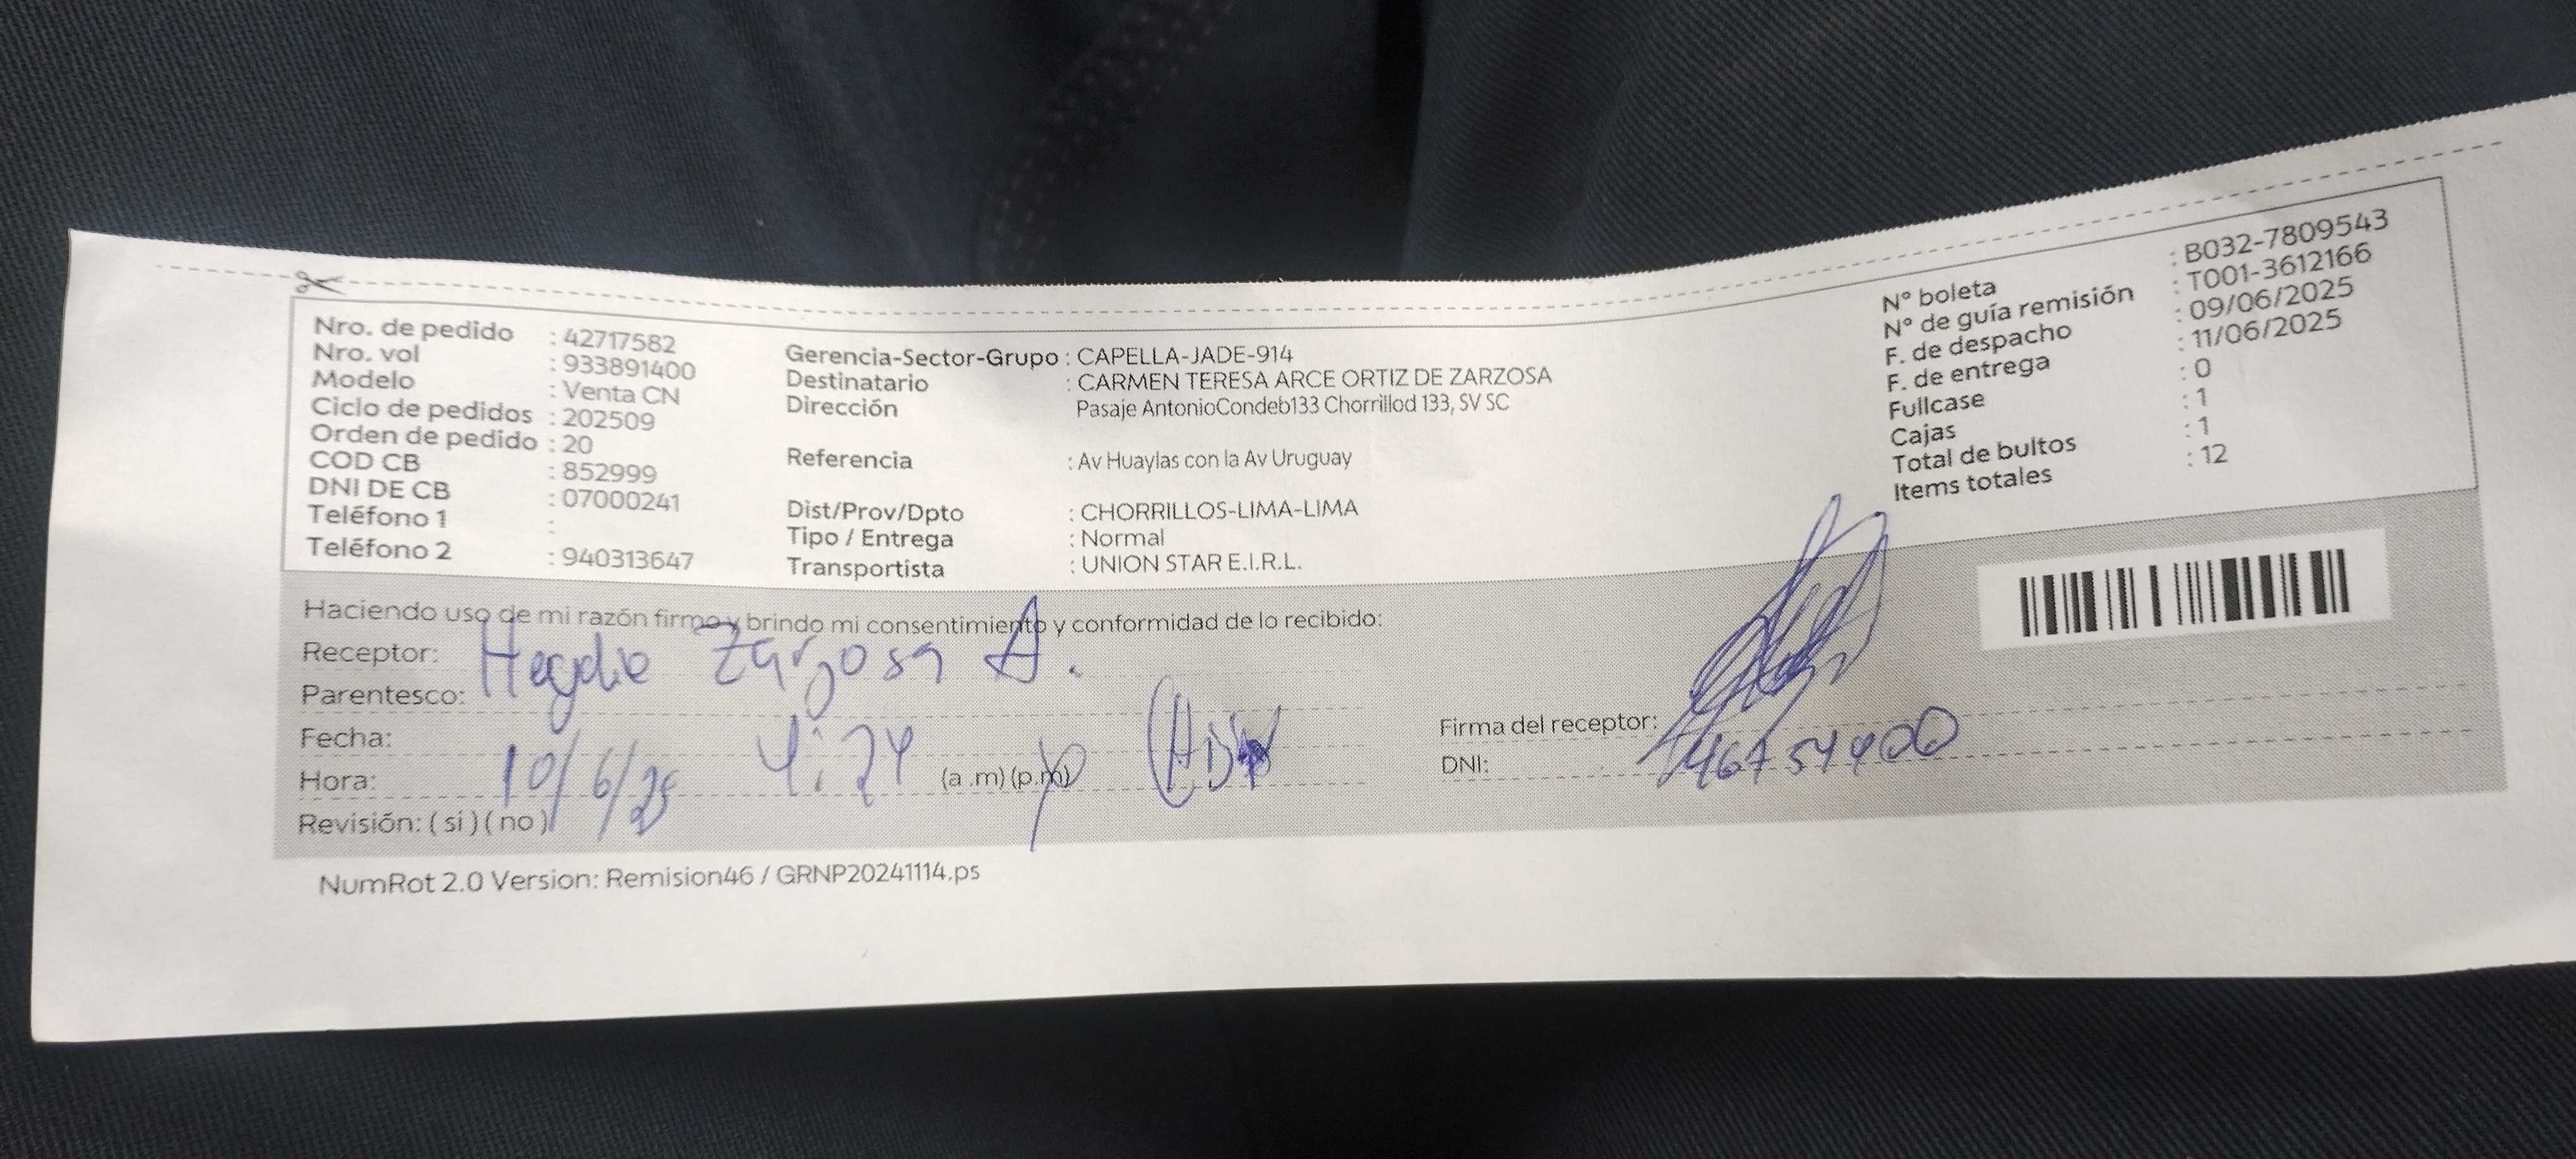 Nro. de pedido : 42717582
Nro. vol : 933891400
Modelo : Venta CN
Ciclo de pedidos : 202509
Orden de pedido : 20
COD CB : 852999
DNI DE CB : 07000241
Teléfono 1 :
Teléfono 2 : 940313647
Gerencia-Sector-Grupo : CAPELLA-JADE-914
Destinatario : CARMEN TERESA ARCE ORTIZ DE ZARZOSA
Dirección Pasaje AntonioCondeb133 Chorrillod 133, SV SC
Referencia : Av Huaylas con la Av Uruguay
Dist/Prov/Dpto : CHORRILLOS-LIMA-LIMA
Tipo / Entrega : Normal
Transportista : UNION STAR E.I.R.L.
N° boleta : B032-7809543
N° de guía remisión : T001-3612166
F. de despacho : 09/06/2025
F. de entrega : 11/06/2025
Fullcase : 0
Cajas : 1
Total de bultos : 1
Items totales : 12
Haciendo uso de mi razón firmo y brindo mi consentimiento y conformidad de lo recibido:
Receptor: Zarzosa A.
Parentesco:
Fecha: 10/6/25
Hora: (a .m) (p.m)
Revisión: ( si ) ( no )
Firma del receptor:
DNI:
NumRot 2.0 Version: Remision46 / GRNP20241114.ps